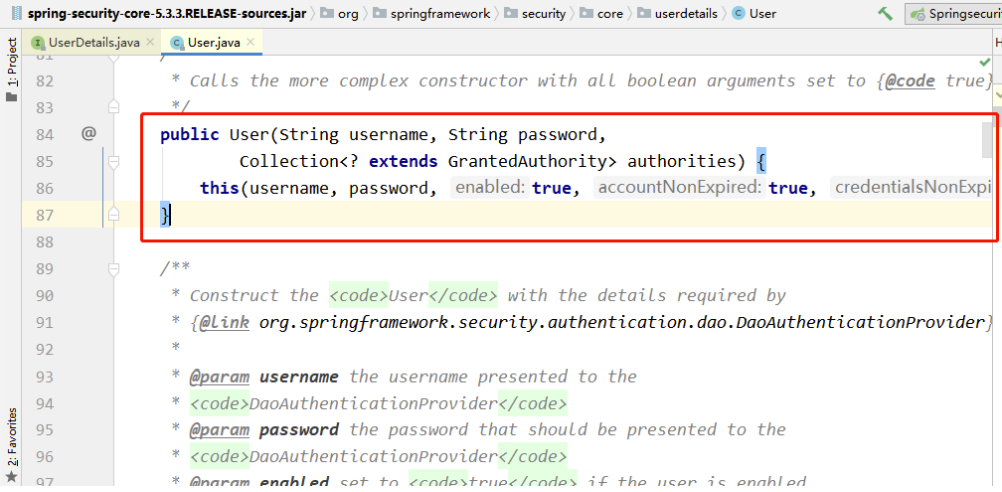 spring-security-core-5.3.3.RELEASE-sources.jar org springframework security core userdetails User Springsecuri
UserDetails.java User.java
1: Project
81 /
82 * Calls the more complex constructor with all boolean arguments set to {@code true}
83 */
84 @ public User(String username, String password,
85 Collection<? extends GrantedAuthority> authorities) {
86 this(username, password, enabled: true, accountNonExpired: true, credentialsNonExpi
87 }
88
89 /**
90 * Construct the <code>User</code> with the details required by
91 * {@link org.springframework.security.authentication.dao.DaoAuthenticationProvider}
92 *
93 * @param username the username presented to the
94 * <code>DaoAuthenticationProvider</code>
95 * @param password the password that should be presented to the
96 * <code>DaoAuthenticationProvider</code>
97 * @param enabled set to <code>true</code> if the user is enabled
2: Favorites